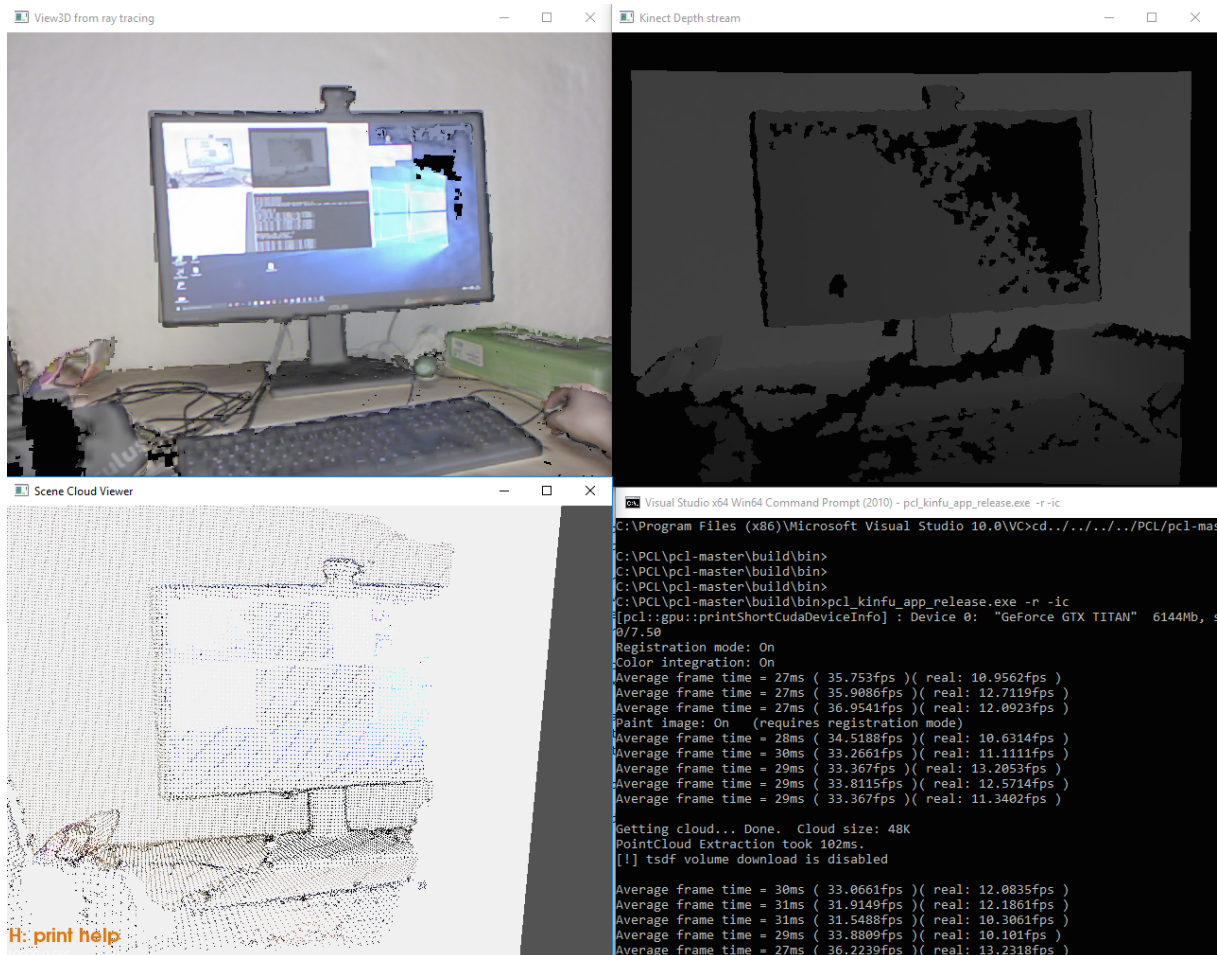 View3D from ray tracing
Kinect Depth stream
Scene Cloud Viewer
H: print help
Visual Studio x64 Win64 Command Prompt (2010) - pcl_kinfu_app_release.exe -r -ic
C:\Program Files (x86)\Microsoft Visual Studio 10.0\VC>cd../../../../PCL/pcl-mas
C:\PCL\pcl-master\build\bin>
C:\PCL\pcl-master\build\bin>
C:\PCL\pcl-master\build\bin>
C:\PCL\pcl-master\build\bin>pcl_kinfu_app_release.exe -r -ic
[pcl::gpu::printShortCudaDeviceInfo] : Device 0:  "GeForce GTX TITAN"  6144Mb, s
0/7.50
Registration mode: On
Color integration: On
Average frame time = 27ms ( 35.753fps )( real: 10.9562fps )
Average frame time = 27ms ( 35.9086fps )( real: 12.7119fps )
Average frame time = 27ms ( 36.9541fps )( real: 12.0923fps )
Paint image: On   (requires registration mode)
Average frame time = 28ms ( 34.5188fps )( real: 10.6314fps )
Average frame time = 30ms ( 33.2661fps )( real: 11.1111fps )
Average frame time = 29ms ( 33.367fps )( real: 13.2053fps )
Average frame time = 29ms ( 33.8115fps )( real: 12.5714fps )
Average frame time = 29ms ( 33.367fps )( real: 11.3402fps )
Getting cloud... Done.  Cloud size: 48K
PointCloud Extraction took 102ms.
[!] tsdf volume download is disabled
Average frame time = 30ms ( 33.0661fps )( real: 12.0835fps )
Average frame time = 31ms ( 31.9149fps )( real: 12.1861fps )
Average frame time = 31ms ( 31.5488fps )( real: 10.3061fps )
Average frame time = 29ms ( 33.8809fps )( real: 10.101fps )
Average frame time = 27ms ( 36.2239fps )( real: 13.2318fps )